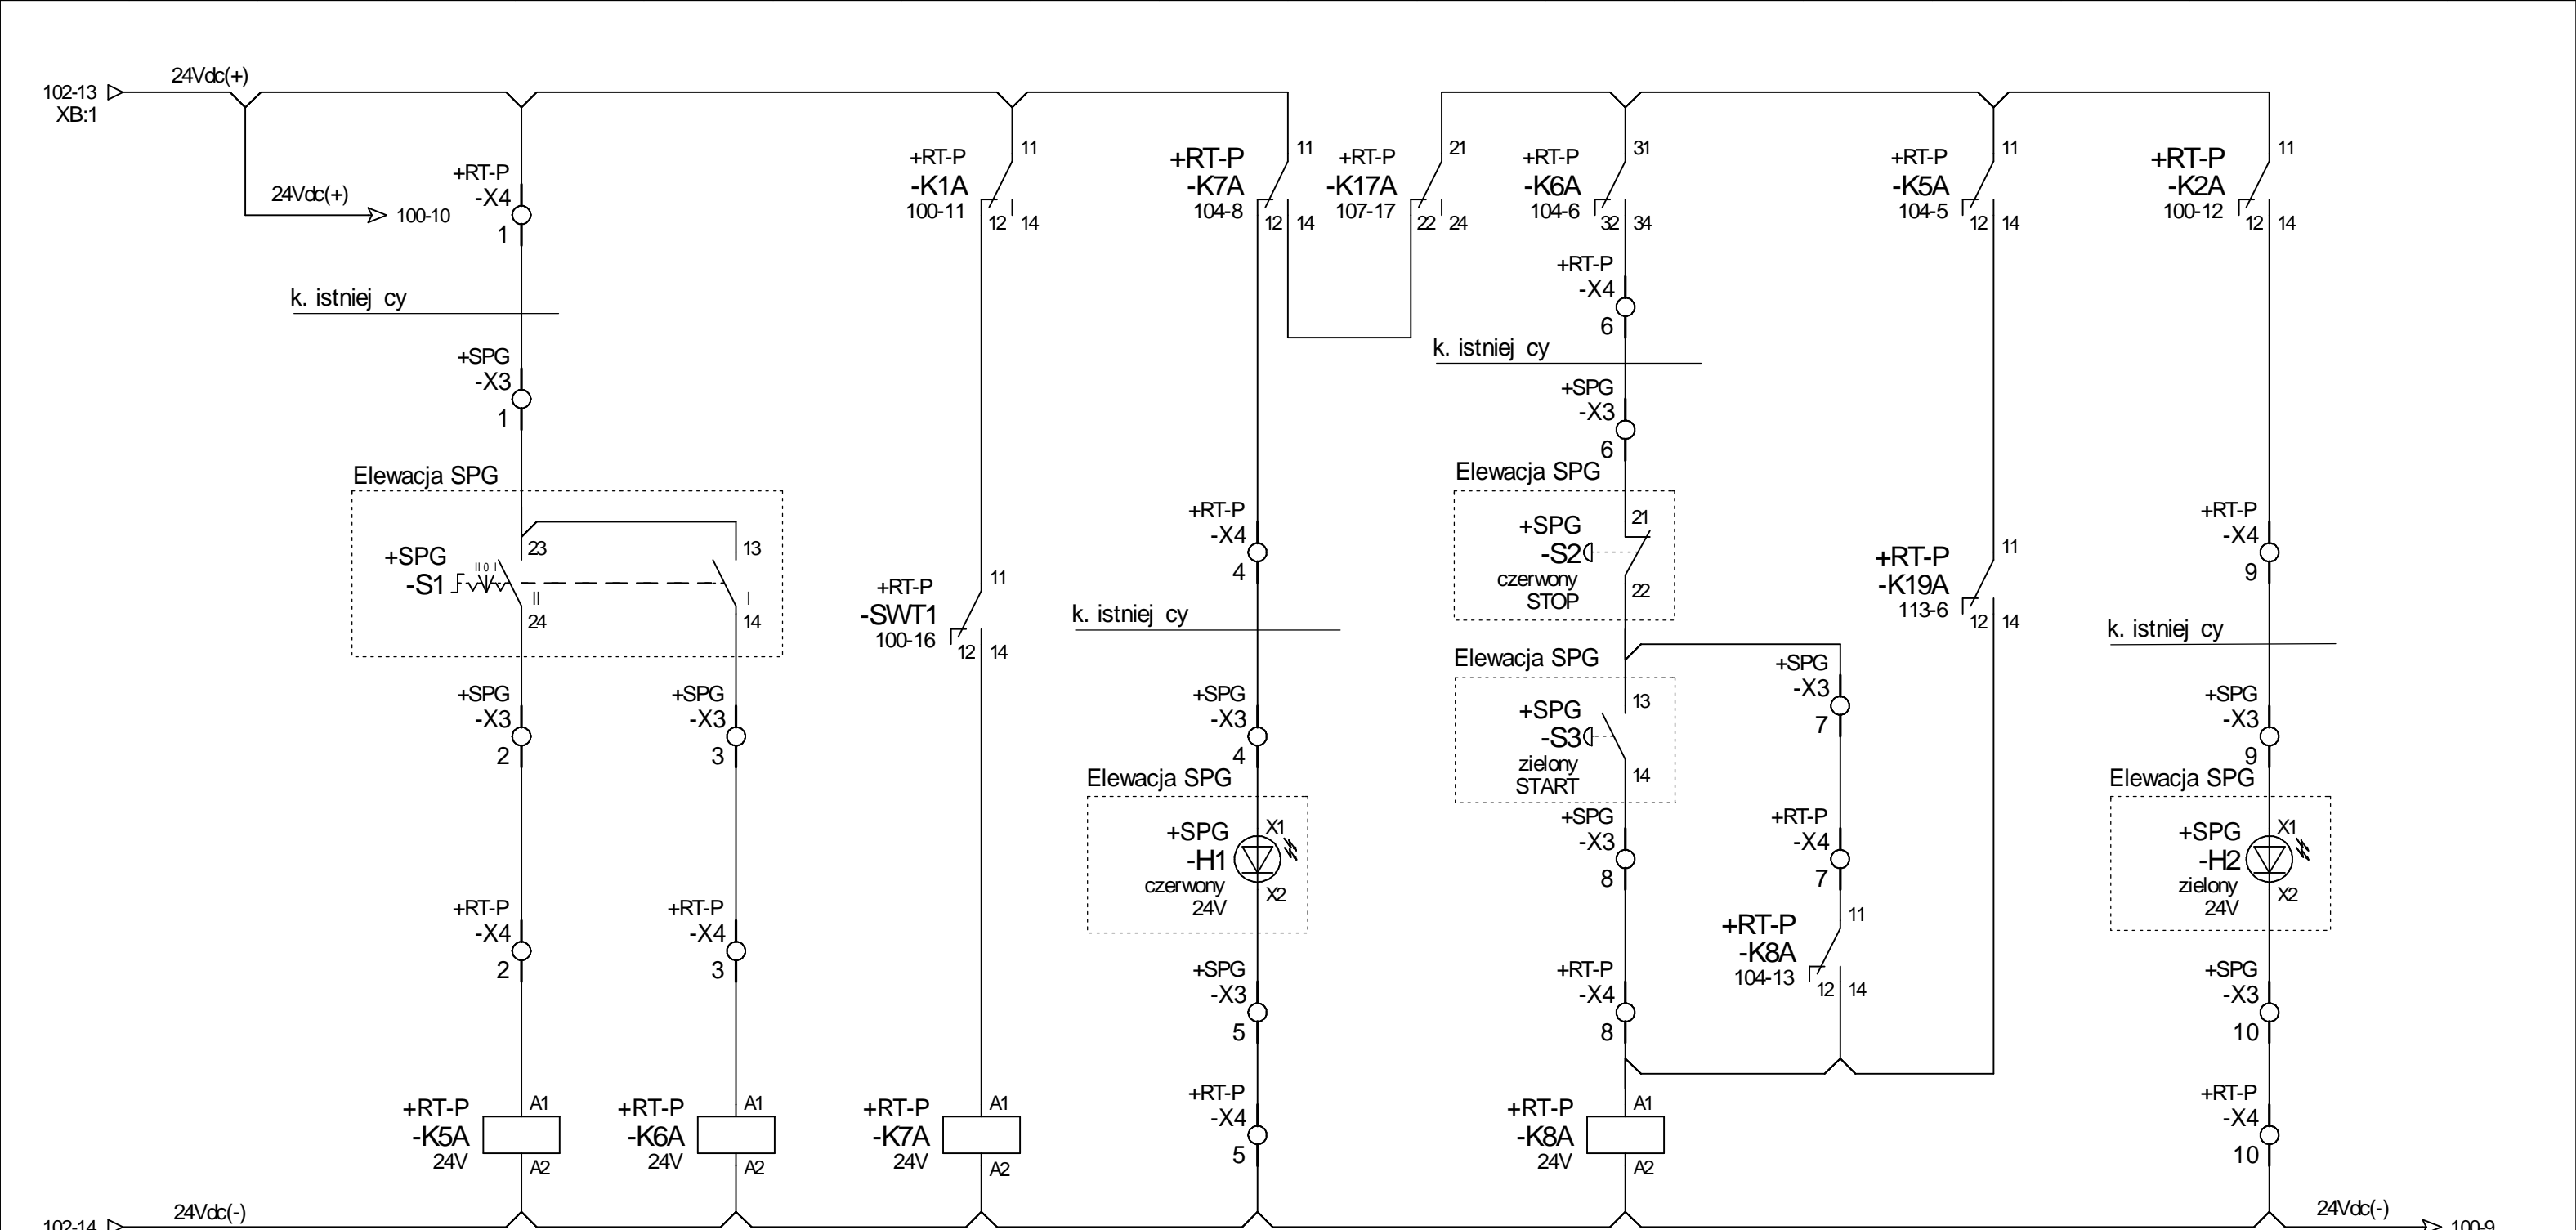 24Vdc(+)
102-13
XB:1
24Vdc(+)
100-10
+RT-P
-X4
1
k. istniej cy
+SPG
-X3
1
Elewacja SPG
+SPG
-S1
II 0 I
23
II
24
13
I
14
+SPG
-X3
2
+SPG
-X3
3
+RT-P
-X4
2
+RT-P
-X4
3
+RT-P
-K5A
24V
A1
A2
+RT-P
-K6A
24V
A1
A2
+RT-P
-K1A
100-11
11
12 14
+RT-P
-SWT1
100-16
11
12 14
+RT-P
-K7A
24V
A1
A2
+RT-P
-K7A
104-8
11
12 14
+RT-P
-X4
4
k. istniej cy
+SPG
-X3
4
Elewacja SPG
+SPG
-H1
czerwony
24V
X1
X2
+SPG
-X3
5
+RT-P
-X4
5
+RT-P
-K17A
107-17
21
22 24
+RT-P
-K6A
104-6
31
32 34
+RT-P
-X4
6
k. istniej cy
+SPG
-X3
6
Elewacja SPG
+SPG
-S2
czerwony
STOP
21
22
Elewacja SPG
+SPG
-S3
zielony
START
13
14
+SPG
-X3
8
+RT-P
-X4
8
+SPG
-X3
7
+RT-P
-X4
7
+RT-P
-K8A
104-13
11
12 14
+RT-P
-K8A
24V
A1
A2
+RT-P
-K5A
104-5
11
12 14
+RT-P
-K19A
113-6
11
12 14
+RT-P
-K2A
100-12
11
12 14
+RT-P
-X4
9
k. istniej cy
+SPG
-X3
9
Elewacja SPG
+SPG
-H2
zielony
24V
X1
X2
+SPG
-X3
10
+RT-P
-X4
10
24Vdc(-)
102-14
24Vdc(-)
100-9